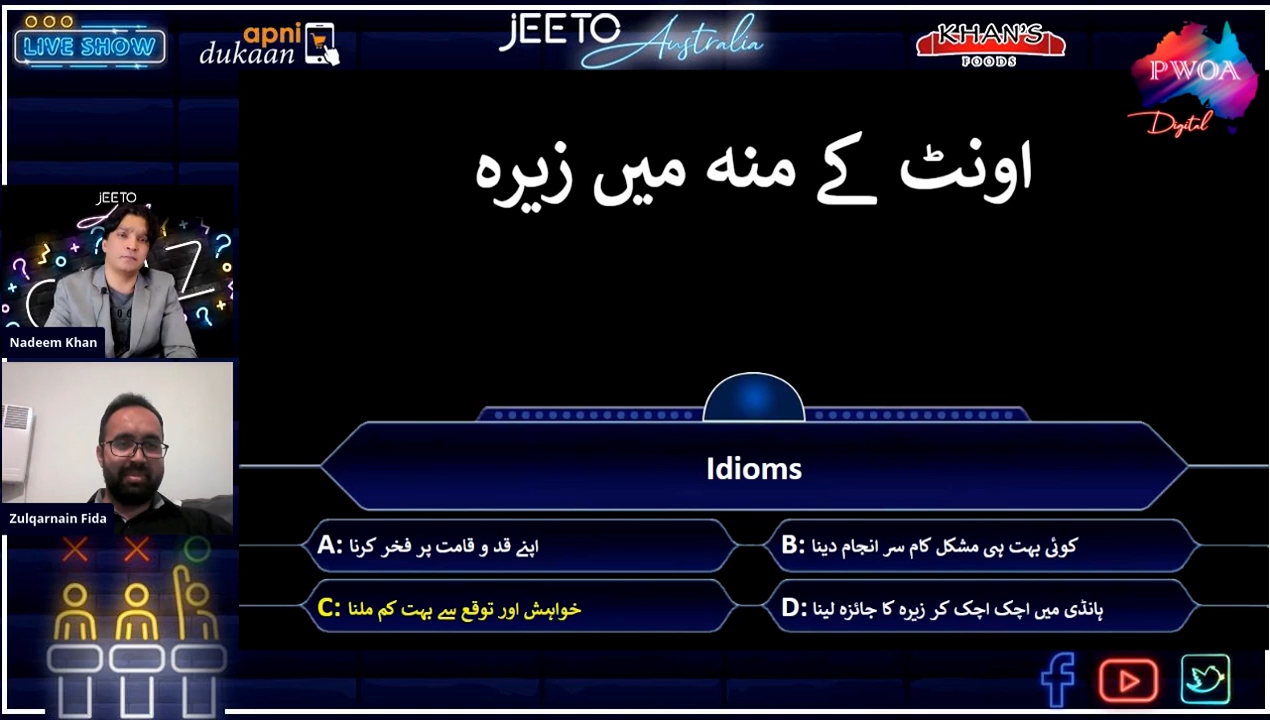 LIVE SHOW
apni
dukaan
JEETO
Australia
KHAN'S
FOODS
PWOA
Digital
اونٹ کے منہ میں زیرہ
JEETO
Nadeem Khan
Zulqarnain Fida
Idioms
A: اپنے قد و قامت پر فخر کرنا
B: کوئی بہت ہی مشکل کام سر انجام دینا
C: خواہش اور توقع سے بہت کم ملنا
D: ہانڈی میں اچک اچک کر زیرہ کا جائزہ لینا